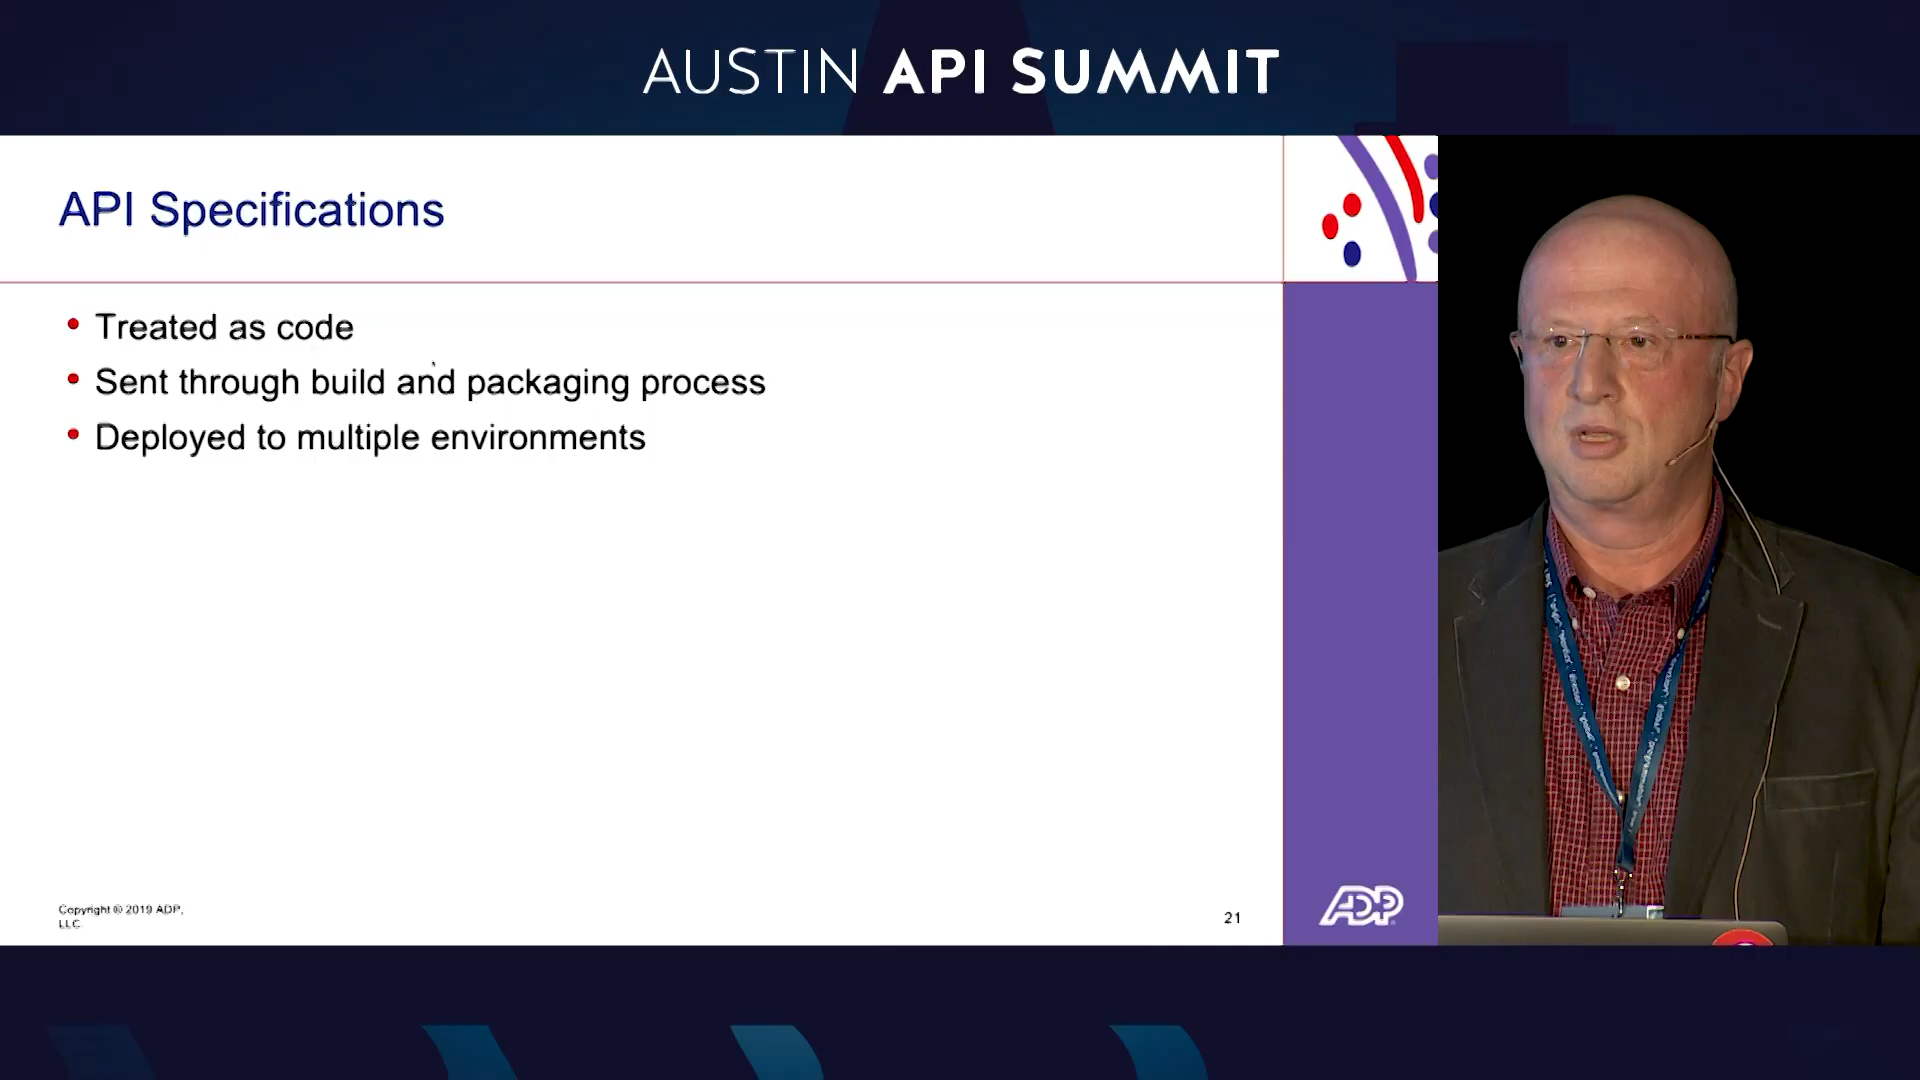 AUSTIN API SUMMIT
API Specifications
• Treated as code
• Sent through build and packaging process
• Deployed to multiple environments
Copyright © 2019 ADP,
LLC
21
ADP